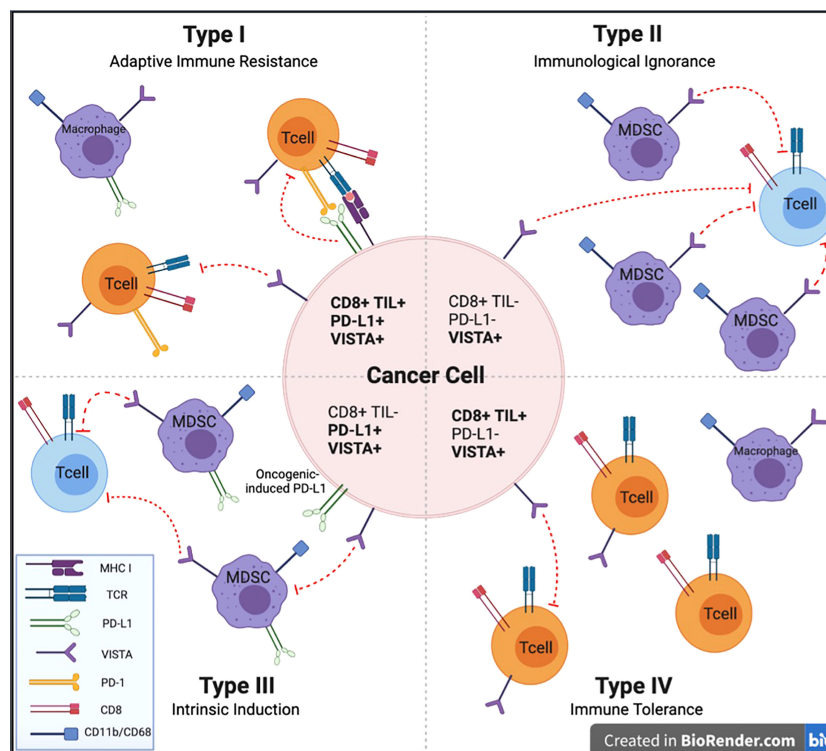 Type I
Adaptive Immune Resistance
Macrophage
Tcell
Tcell
Type II
Immunological Ignorance
MDSC
Tcell
MDSC
MDSC
CD8+ TIL+
PD-L1+
VISTA+
CD8+ TIL-
PD-L1-
VISTA+
Cancer Cell
CD8+ TIL-
PD-L1+
VISTA+
CD8+ TIL+
PD-L1-
VISTA+
MDSC
Tcell
Oncogenic-
induced PD-L1
MDSC
Type III
Intrinsic Induction
Macrophage
Tcell
Tcell
Tcell
Type IV
Immune Tolerance
MHC I
TCR
PD-L1
VISTA
PD-1
CD8
CD11b/CD68
Created in BioRender.com